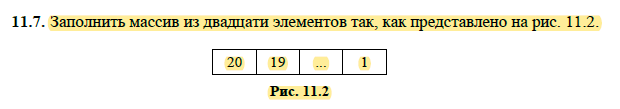 11.7. Заполнить массив из двадцати элементов так, как представлено на рис. 11.2.
20 19 ... 1
Рис. 11.2